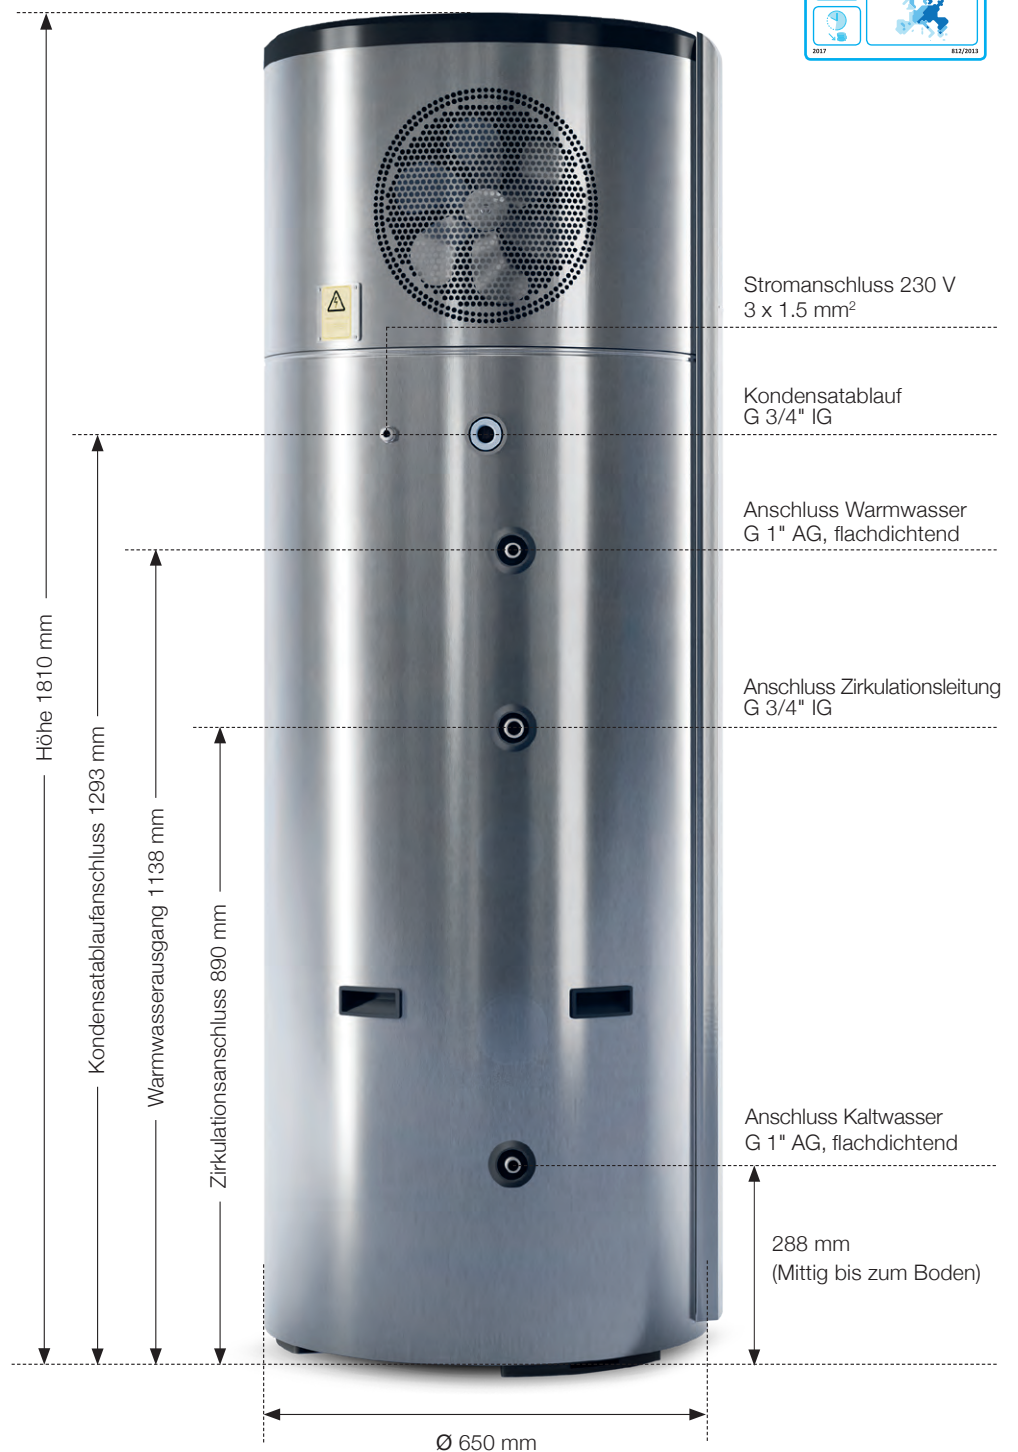 2017
812/2013
Stromanschluss 230 V
3 x 1.5 mm²
Kondensatablauf
G 3/4" IG
Anschluss Warmwasser
G 1" AG, flachdichtend
Anschluss Zirkulationsleitung
G 3/4" IG
Höhe 1810 mm
Kondensatablaufanschluss 1293 mm
Warmwasserausgang 1138 mm
Zirkulationsanschluss 890 mm
Anschluss Kaltwasser
G 1" AG, flachdichtend
288 mm
(Mittig bis zum Boden)
Ø 650 mm